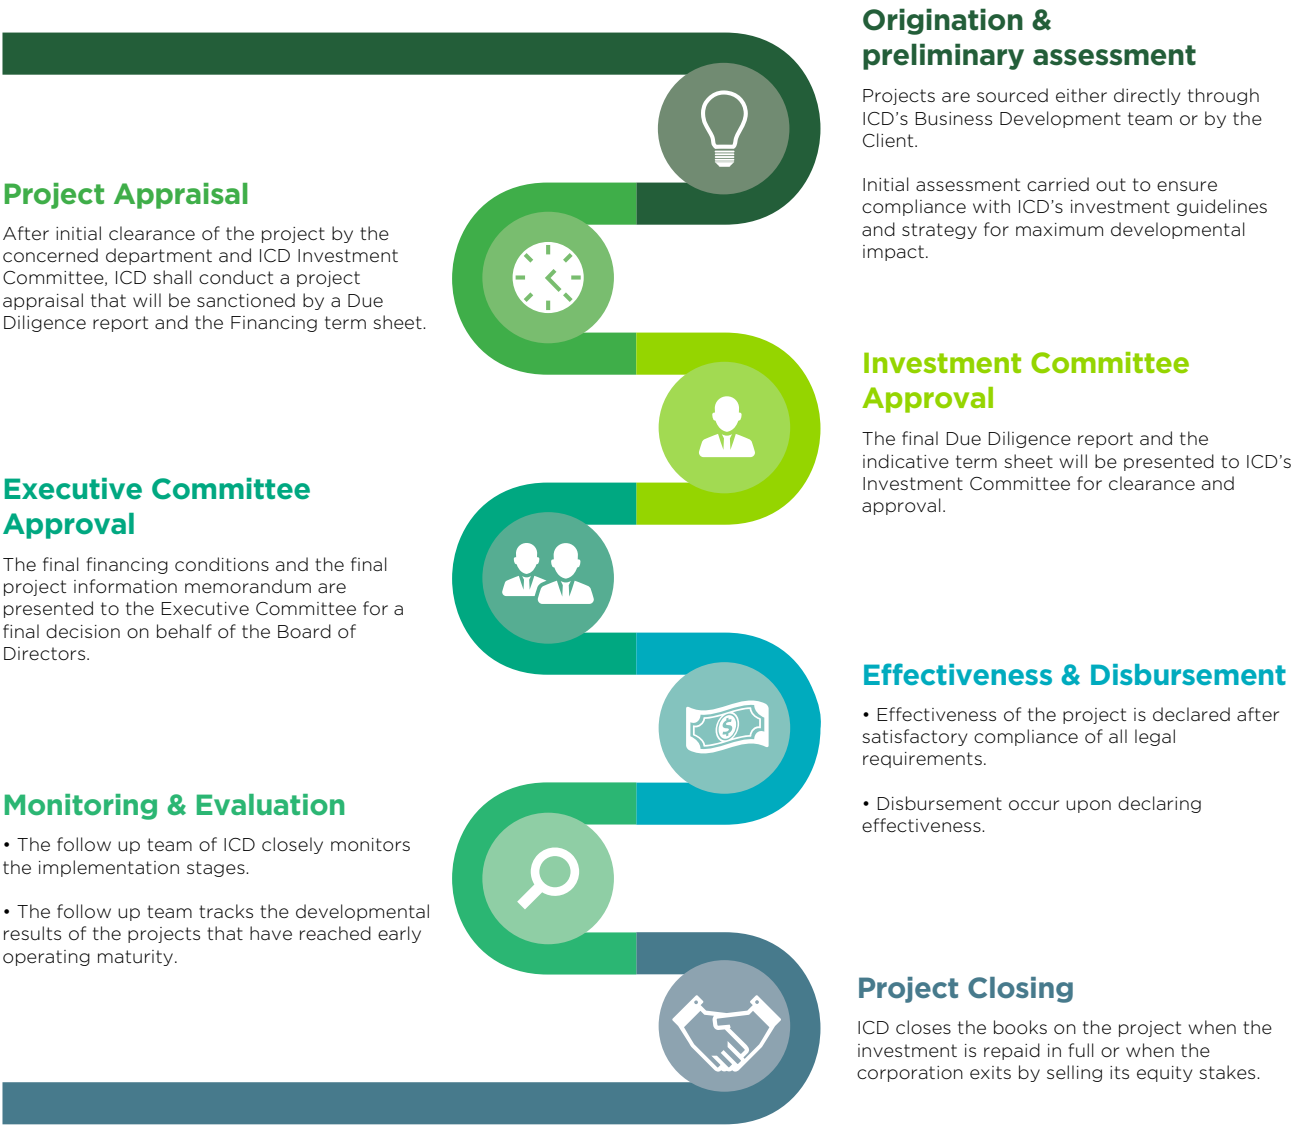 Origination &
preliminary assessment
Projects are sourced either directly through
ICD's Business Development team or by the
Client.
Initial assessment carried out to ensure
compliance with ICD's investment guidelines
and strategy for maximum developmental
impact.
Project Appraisal
After initial clearance of the project by the
concerned department and ICD Investment
Committee, ICD shall conduct a project
appraisal that will be sanctioned by a Due
Diligence report and the Financing term sheet.
Investment Committee
Approval
The final Due Diligence report and the
indicative term sheet will be presented to ICD's
Investment Committee for clearance and
approval.
Executive Committee
Approval
The final financing conditions and the final
project information memorandum are
presented to the Executive Committee for a
final decision on behalf of the Board of
Directors.
Effectiveness & Disbursement
• Effectiveness of the project is declared after
satisfactory compliance of all legal
requirements.
• Disbursement occur upon declaring
effectiveness.
Monitoring & Evaluation
• The follow up team of ICD closely monitors
the implementation stages.
• The follow up team tracks the developmental
results of the projects that have reached early
operating maturity.
Project Closing
ICD closes the books on the project when the
investment is repaid in full or when the
corporation exits by selling its equity stakes.